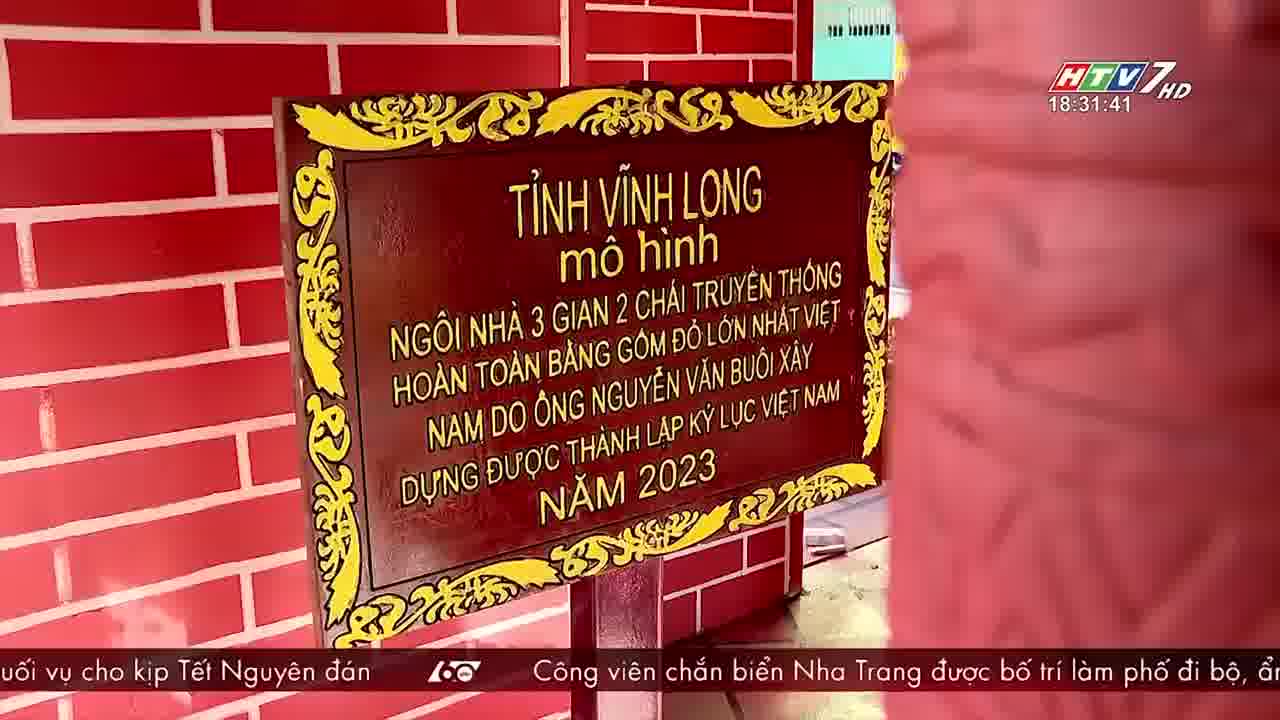 HTV7 HD
18:31:41
TỈNH VĨNH LONG
mô hình
NGÔI NHÀ 3 GIAN 2 CHÁI TRUYỀN THỐNG
HOÀN TOÀN BẰNG GỐM ĐỎ LỚN NHẤT VIỆT
NAM DO ÔNG NGUYỄN VĂN BUÔI XÂY
DỰNG ĐƯỢC THÀNH LẬP KỶ LỤC VIỆT NAM
NĂM 2023
uối vụ cho kịp Tết Nguyên đán 60 Công viên chắn biển Nha Trang được bố trí làm phố đi bộ, ẩ